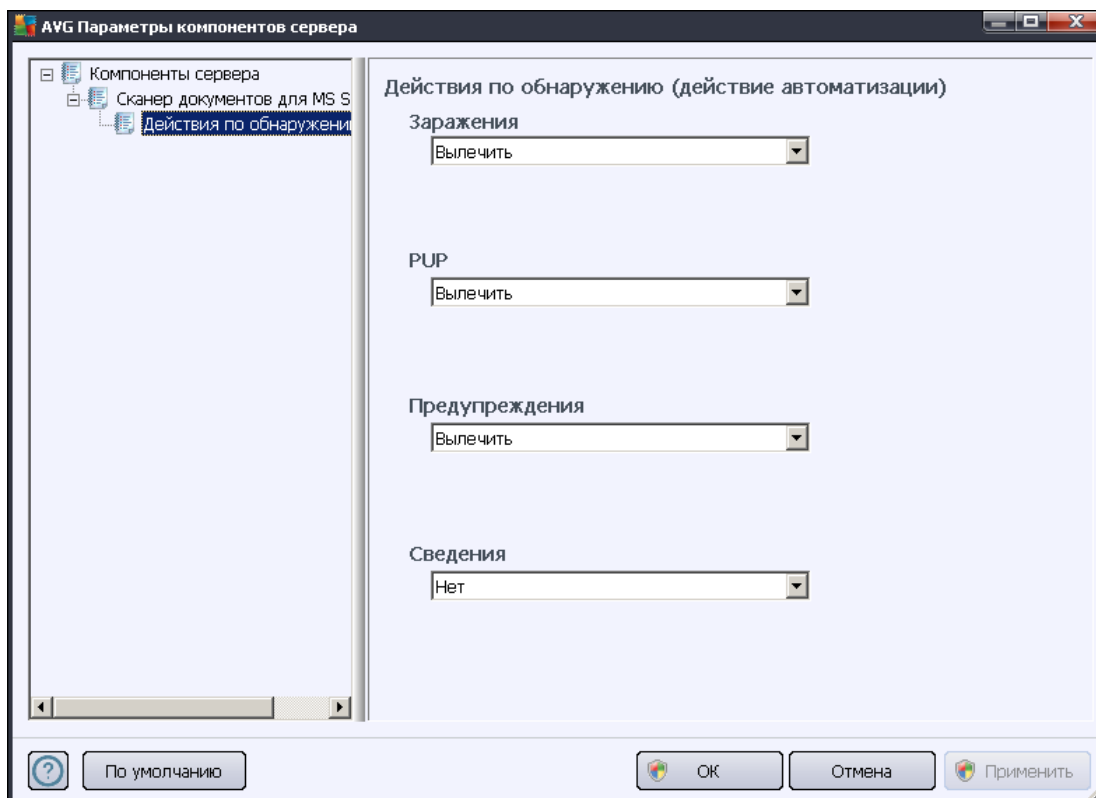 AVG Параметры компонентов сервера
Компоненты сервера
Сканер документов для MS S
Действия по обнаружени
Действия по обнаружению (действие автоматизации)
Заражения
Вылечить
PUP
Вылечить
Предупреждения
Вылечить
Сведения
Нет
По умолчанию
ОК
Отмена
Применить